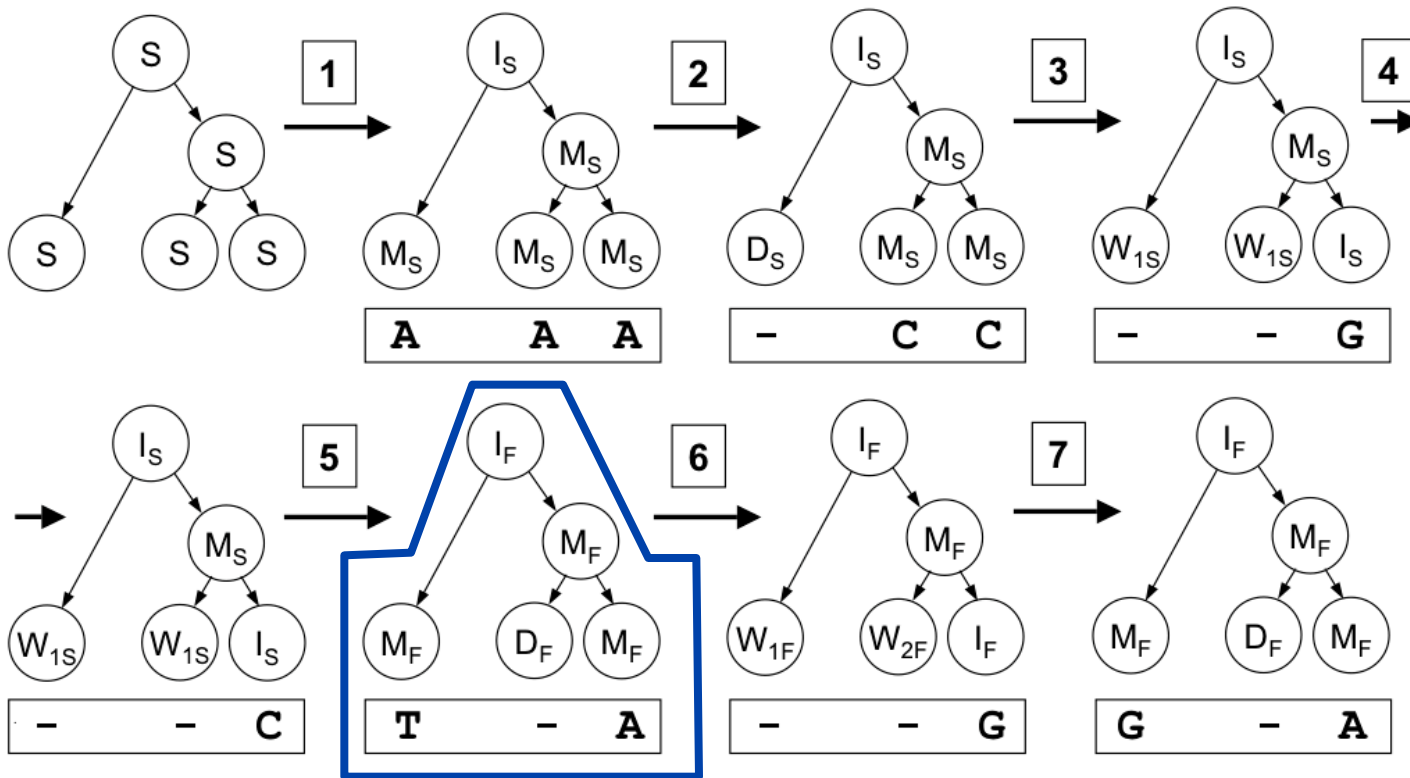 S 1 I_S 2 I_S 3 I_S 4
S M_S M_S M_S
S S S M_S M_S M_S D_S M_S M_S W_1S W_1S I_S
A A A - C C - - G
I_S 5 I_F 6 I_F 7 I_F
M_S M_F M_F M_F
W_1S W_1S I_S M_F D_F M_F W_1F W_2F I_F M_F D_F M_F
- - C T - A - - G G - A